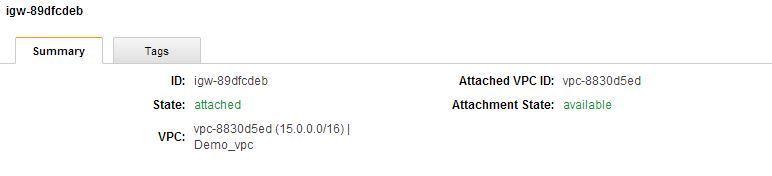 igw-89dfcdeb
Summary Tags
ID: igw-89dfcdeb Attached VPC ID: vpc-8830d5ed
State: attached Attachment State: available
VPC: vpc-8830d5ed (15.0.0.0/16) |
Demo_vpc